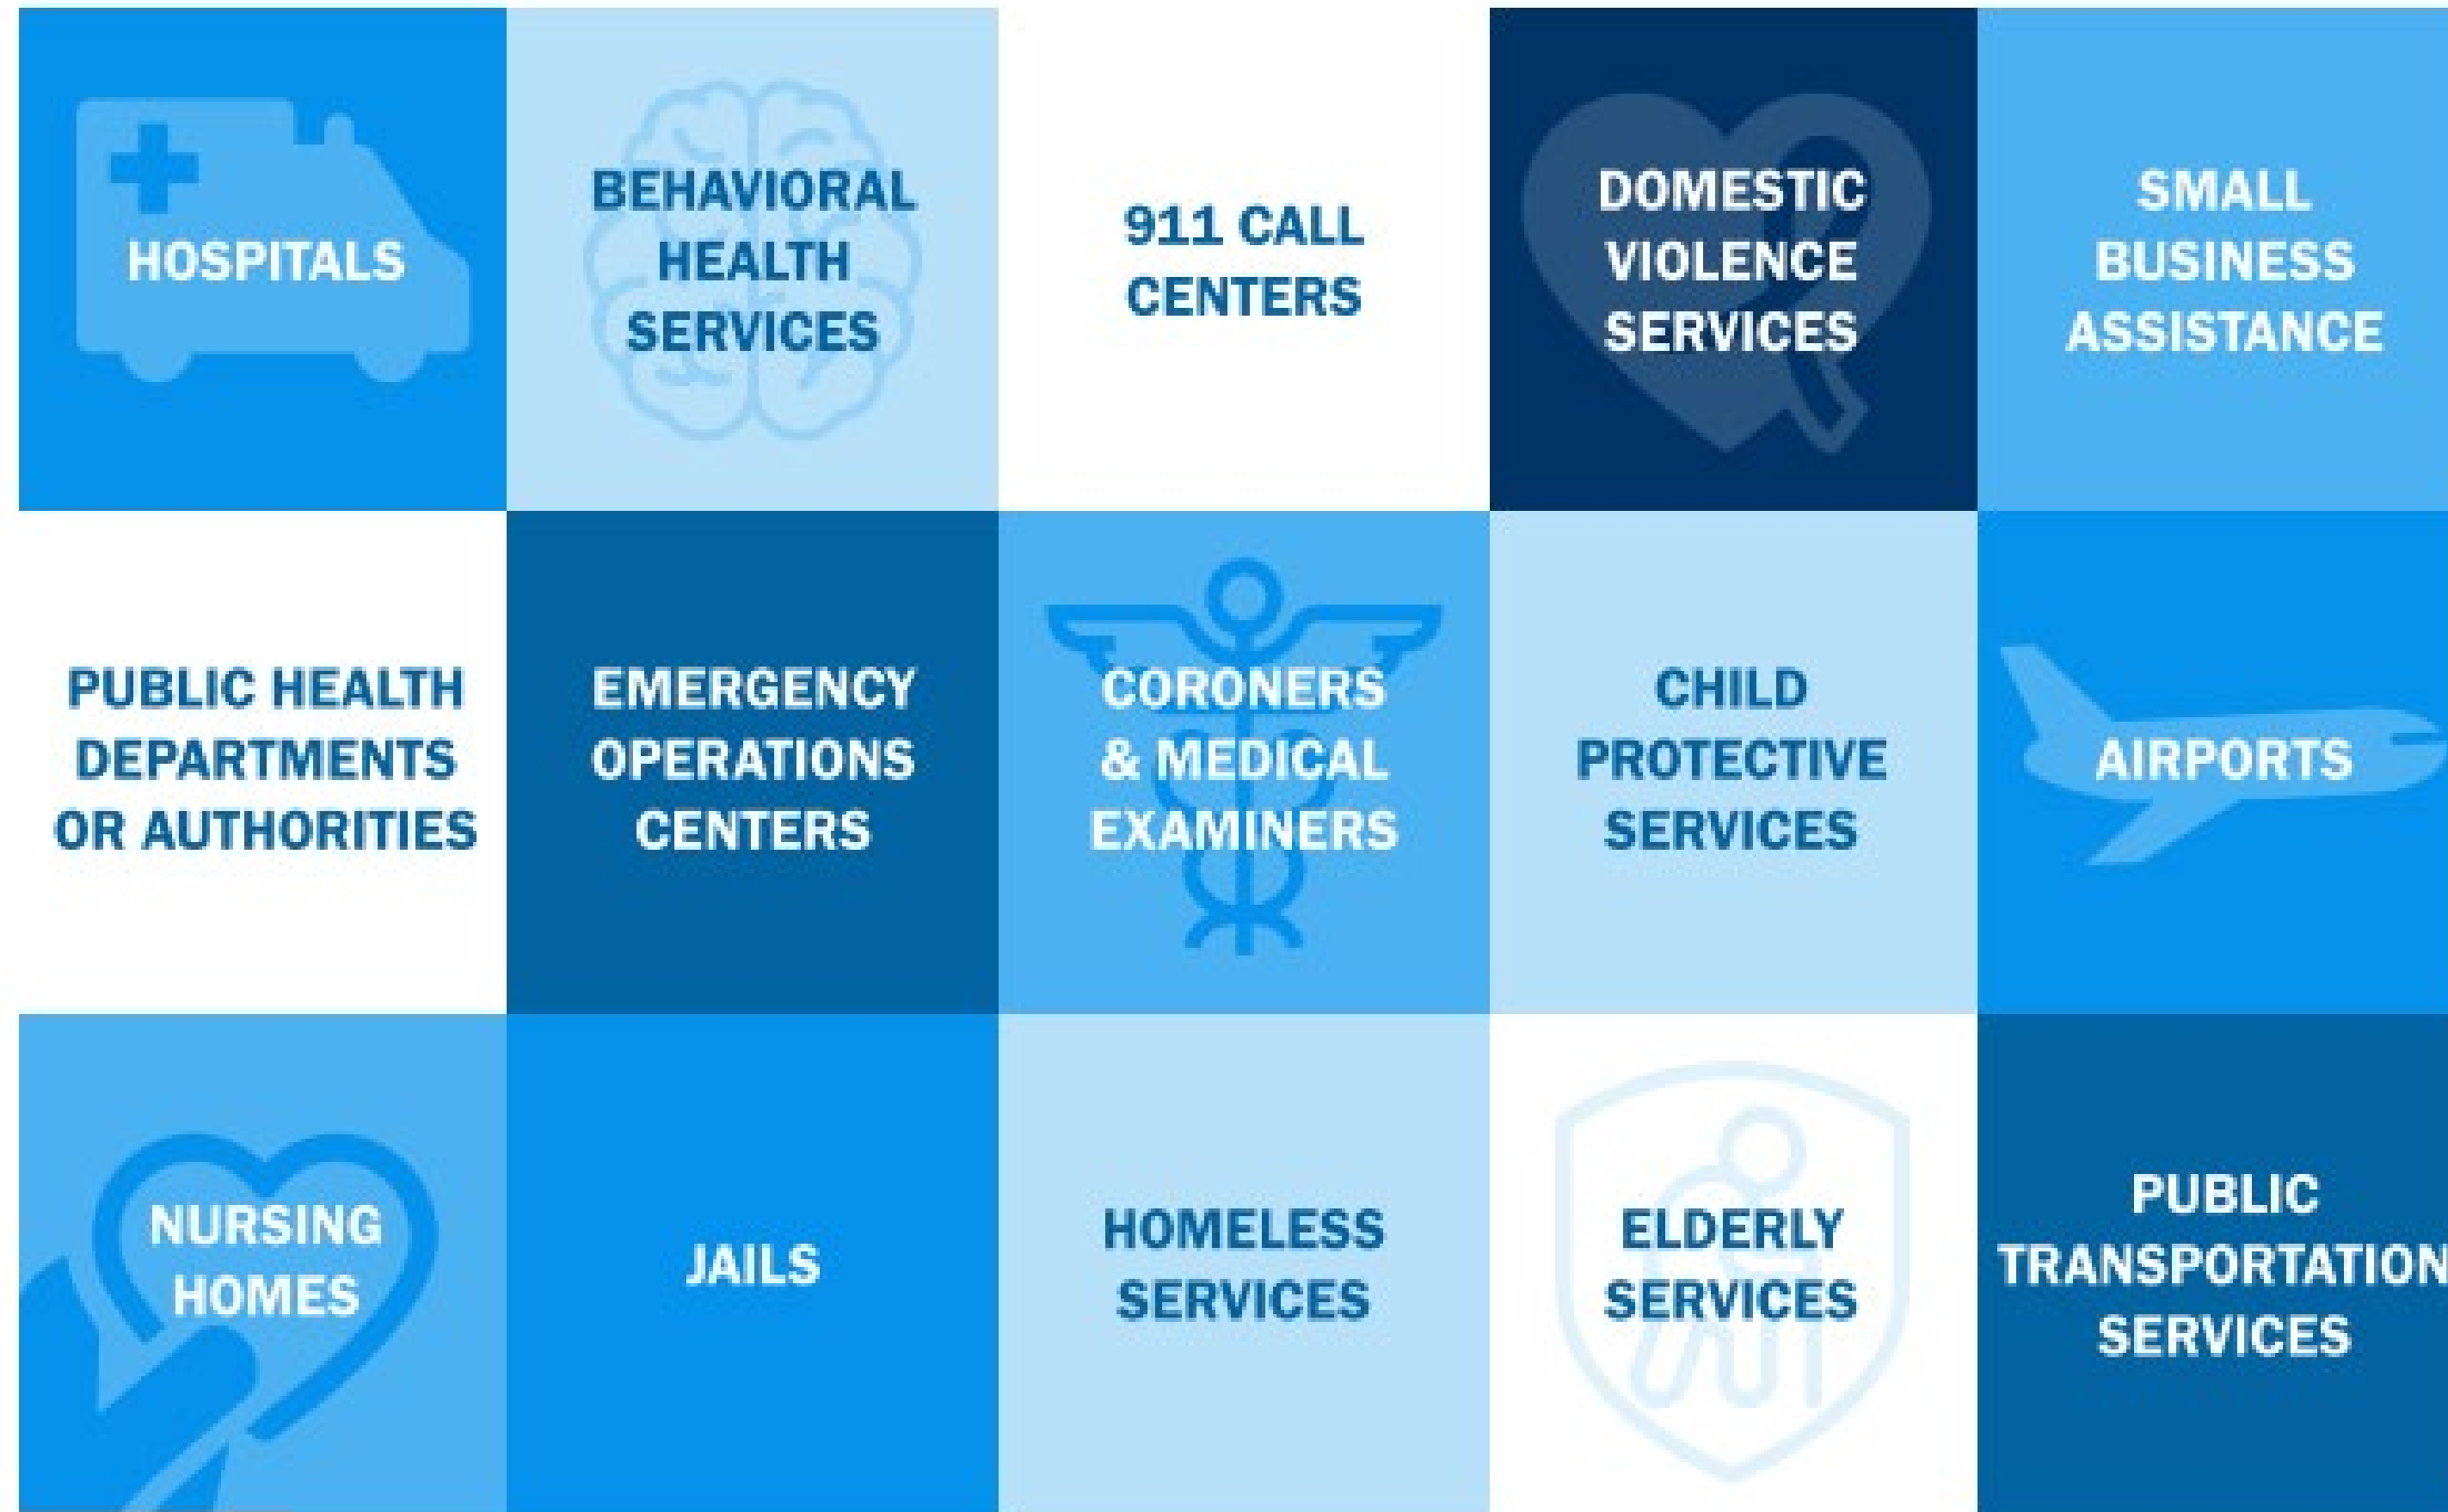 HOSPITALS
BEHAVIORAL
HEALTH
SERVICES
911 CALL
CENTERS
DOMESTIC
VIOLENCE
SERVICES
SMALL
BUSINESS
ASSISTANCE
PUBLIC HEALTH
DEPARTMENTS
OR AUTHORITIES
EMERGENCY
OPERATIONS
CENTERS
CORONERS
& MEDICAL
EXAMINERS
CHILD
PROTECTIVE
SERVICES
AIRPORTS
NURSING
HOMES
JAILS
HOMELESS
SERVICES
ELDERLY
SERVICES
PUBLIC
TRANSPORTATION
SERVICES